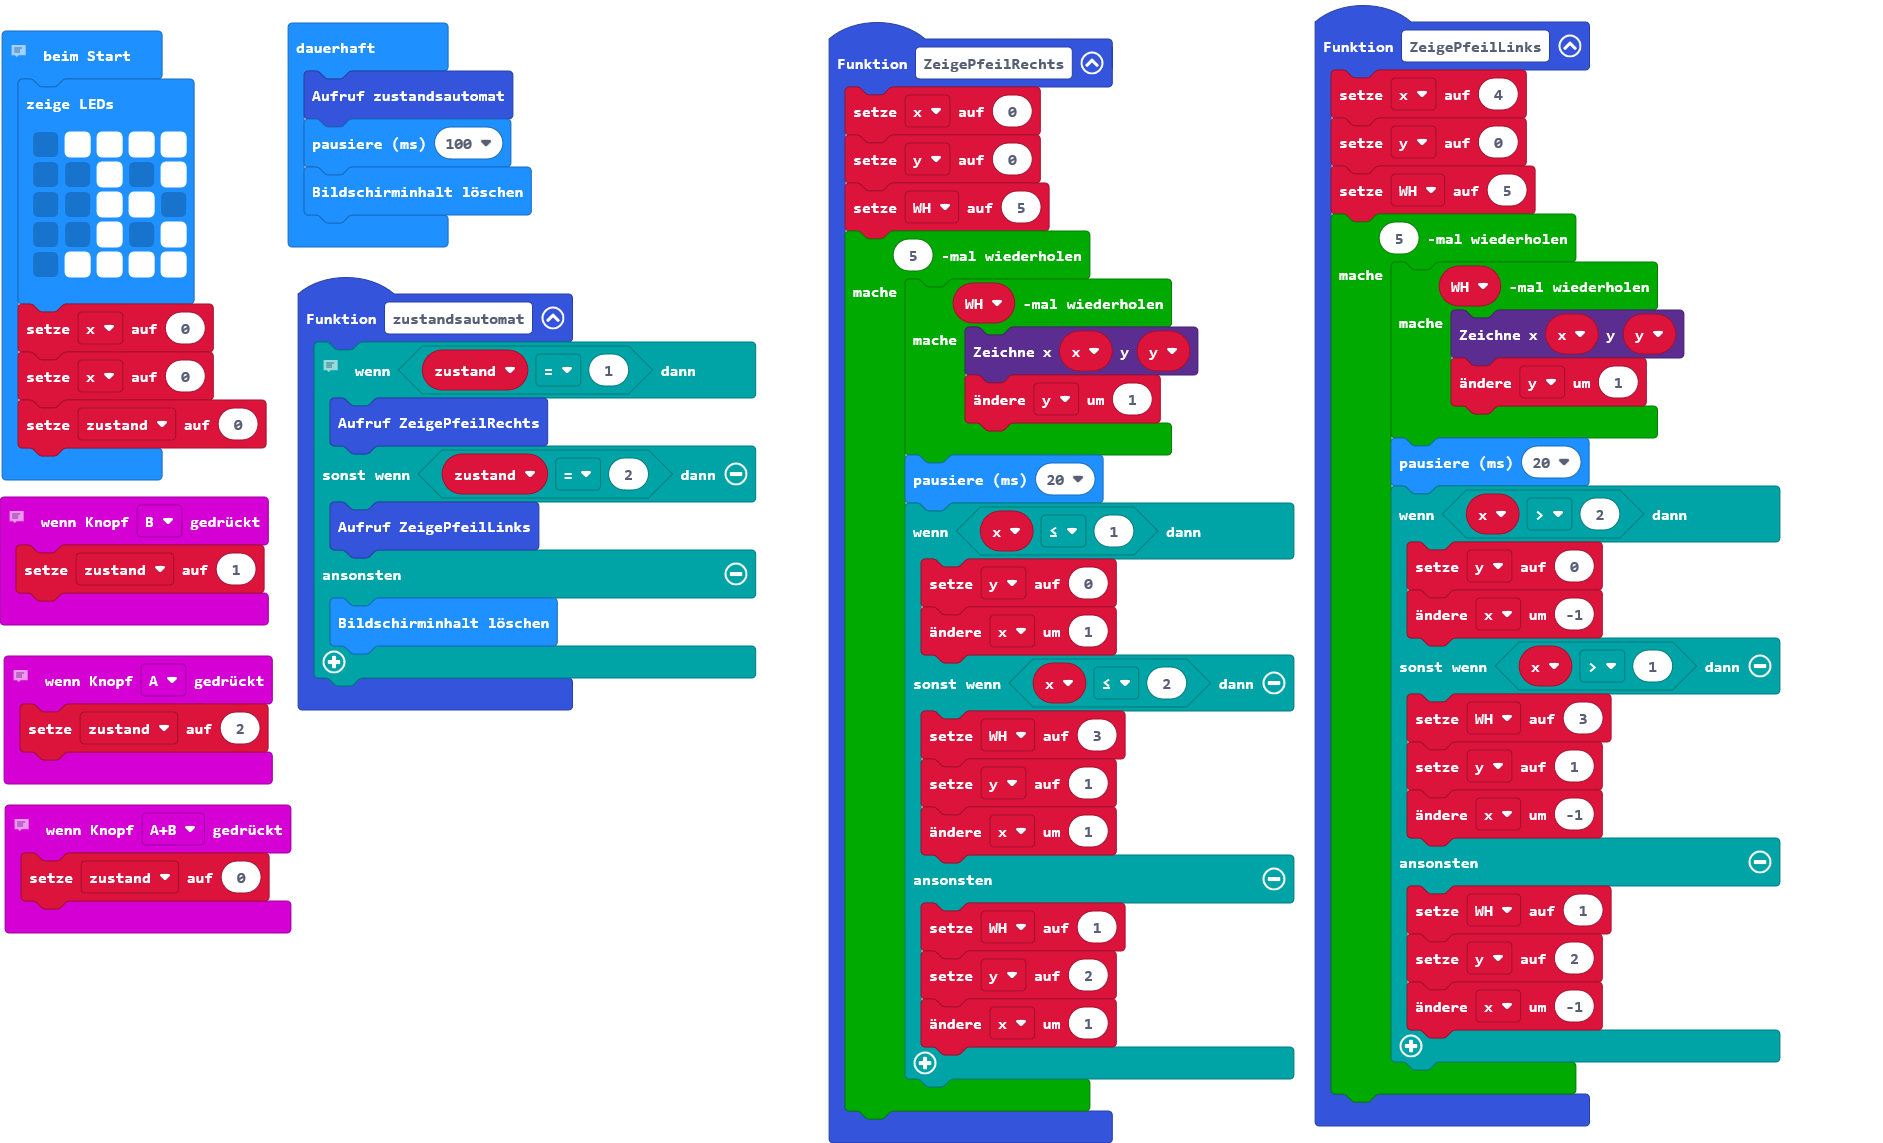 beim Start
zeige LEDs
setze x auf 0
setze x auf 0
setze zustand auf 0
wenn Knopf B gedrückt
setze zustand auf 1
wenn Knopf A gedrückt
setze zustand auf 2
wenn Knopf A+B gedrückt
setze zustand auf 0
dauerhaft
Aufruf zustandsautomat
pausiere (ms) 100
Bildschirminhalt löschen
Funktion zustandsautomat
wenn zustand = 1 dann
Aufruf ZeigePfeilRechts
sonst wenn zustand = 2 dann
Aufruf ZeigePfeilLinks
ansonsten
Bildschirminhalt löschen
Funktion ZeigePfeilRechts
setze x auf 0
setze y auf 0
setze WH auf 5
5 -mal wiederholen
mache
WH -mal wiederholen
mache
Zeichne x x y y
ändere y um 1
pausiere (ms) 20
wenn x ≤ 1 dann
setze y auf 0
ändere x um 1
sonst wenn x ≤ 2 dann
setze WH auf 3
setze y auf 1
ändere x um 1
ansonsten
setze WH auf 1
setze y auf 2
ändere x um 1
Funktion ZeigePfeilLinks
setze x auf 4
setze y auf 0
setze WH auf 5
5 -mal wiederholen
mache
WH -mal wiederholen
mache
Zeichne x x y y
ändere y um 1
pausiere (ms) 20
wenn x > 2 dann
setze y auf 0
ändere x um -1
sonst wenn x > 1 dann
setze WH auf 3
setze y auf 1
ändere x um -1
ansonsten
setze WH auf 1
setze y auf 2
ändere x um -1